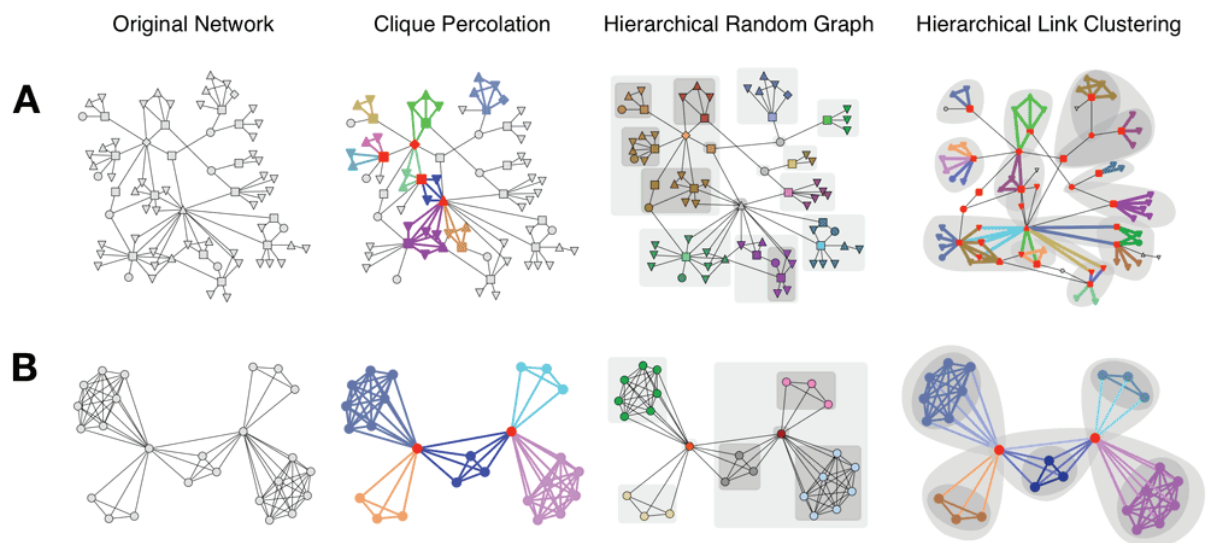 Original Network
Clique Percolation
Hierarchical Random Graph
Hierarchical Link Clustering
A
B